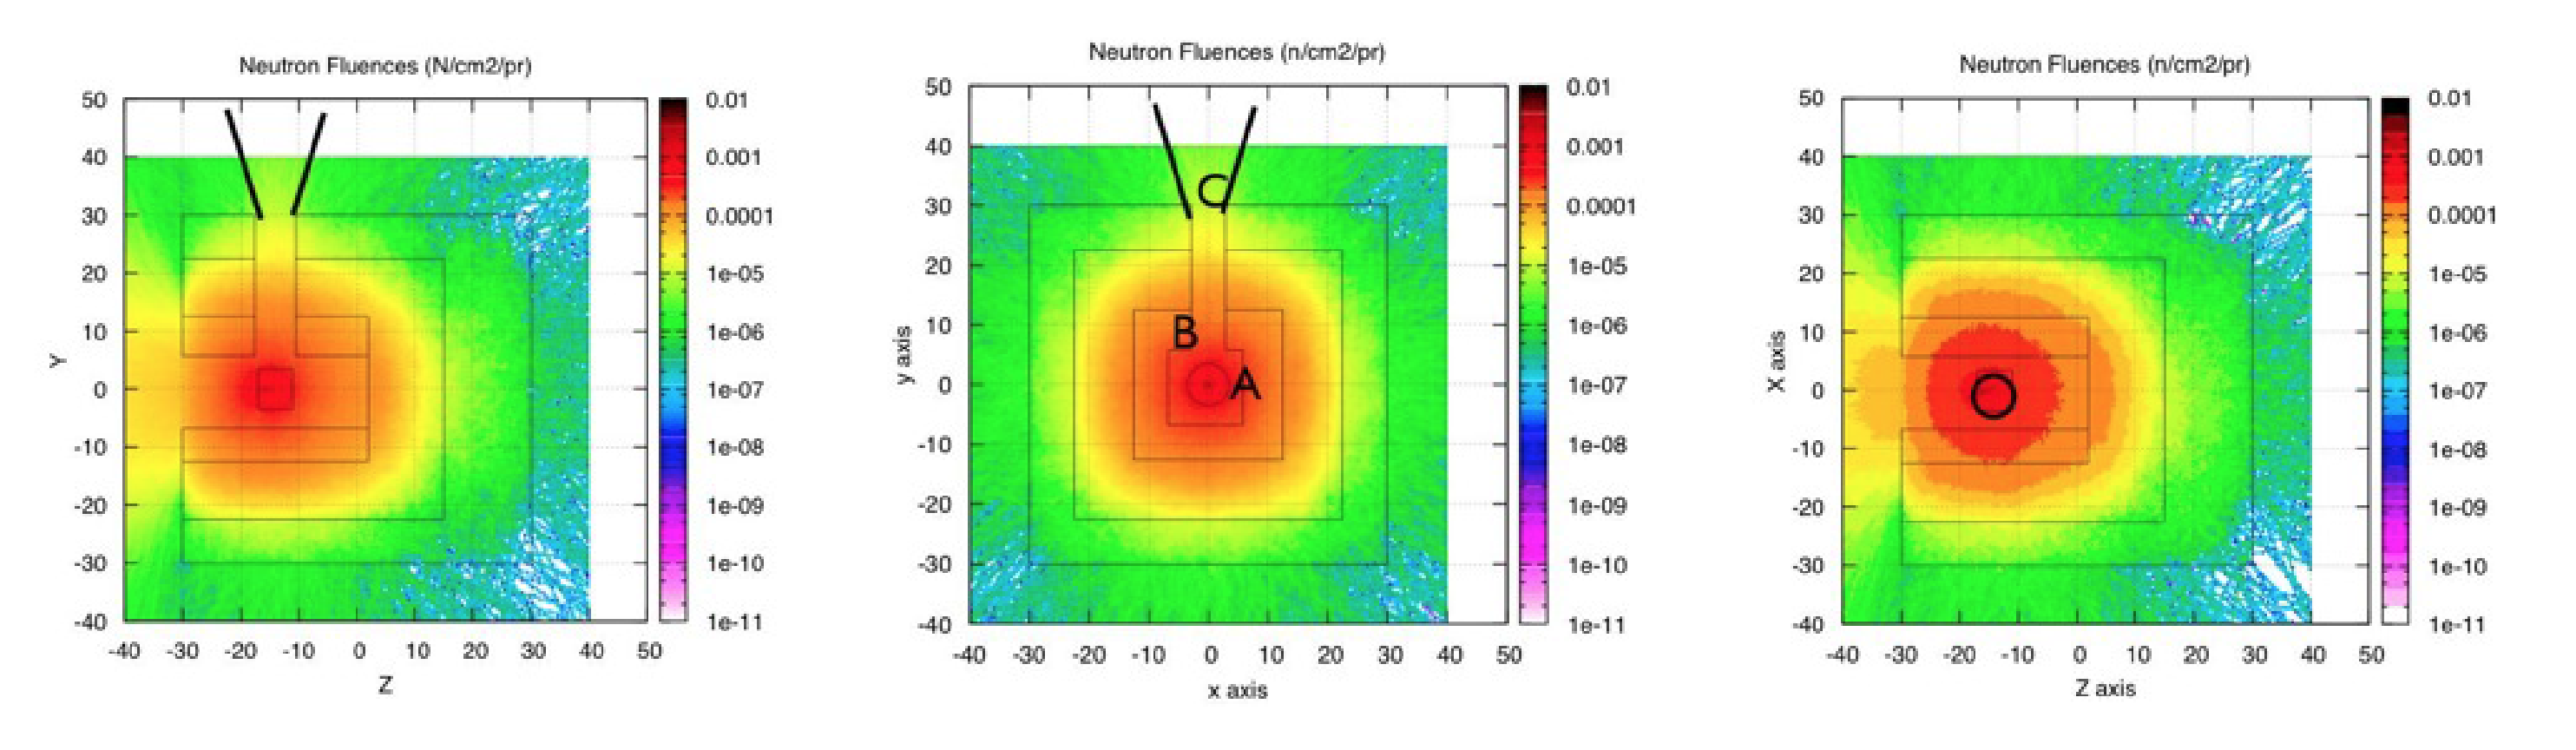 Neutron Fluences (N/cm2/pr)
50
40
30
20
10
0
-10
-20
-30
-40
Y
-40 -30 -20 -10 0 10 20 30 40 50
Z
0.01
0.001
0.0001
1e-05
1e-06
1e-07
1e-08
1e-09
1e-10
1e-11
Neutron Fluences (n/cm2/pr)
50
40
30
20
10
0
-10
-20
-30
-40
y axis
C
B
A
-40 -30 -20 -10 0 10 20 30 40 50
x axis
0.01
0.001
0.0001
1e-05
1e-06
1e-07
1e-08
1e-09
1e-10
1e-11
Neutron Fluences (n/cm2/pr)
50
40
30
20
10
0
-10
-20
-30
-40
X axis
-40 -30 -20 -10 0 10 20 30 40 50
Z axis
0.01
0.001
0.0001
1e-05
1e-06
1e-07
1e-08
1e-09
1e-10
1e-11